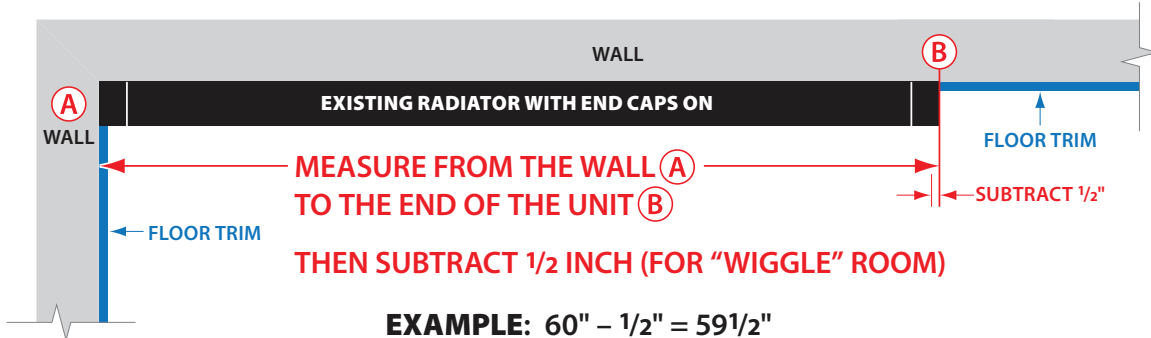 WALL
B
A
WALL
EXISTING RADIATOR WITH END CAPS ON
FLOOR TRIM
MEASURE FROM THE WALL A
TO THE END OF THE UNIT B
SUBTRACT 1/2"
FLOOR TRIM
THEN SUBTRACT 1/2 INCH (FOR “WIGGLE” ROOM)
EXAMPLE: 60" – 1/2" = 591/2"